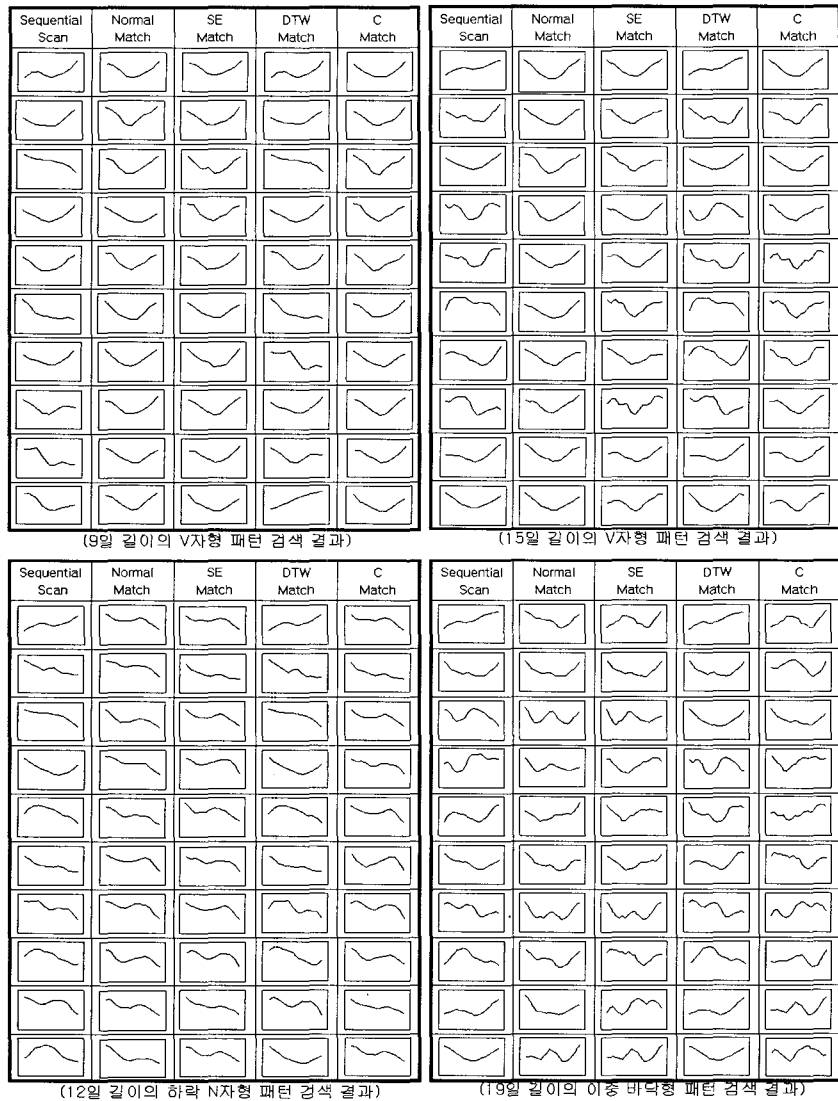 Sequential Scan
Normal Match
SE Match
DTW Match
C Match
(9일 길이의 V자형 패턴 검색 결과)
Sequential Scan
Normal Match
SE Match
DTW Match
C Match
(15일 길이의 V자형 패턴 검색 결과)
Sequential Scan
Normal Match
SE Match
DTW Match
C Match
(12일 길이의 하락 N자형 패턴 검색 결과)
Sequential Scan
Normal Match
SE Match
DTW Match
C Match
(19일 길이의 이중 바닥형 패턴 검색 결과)